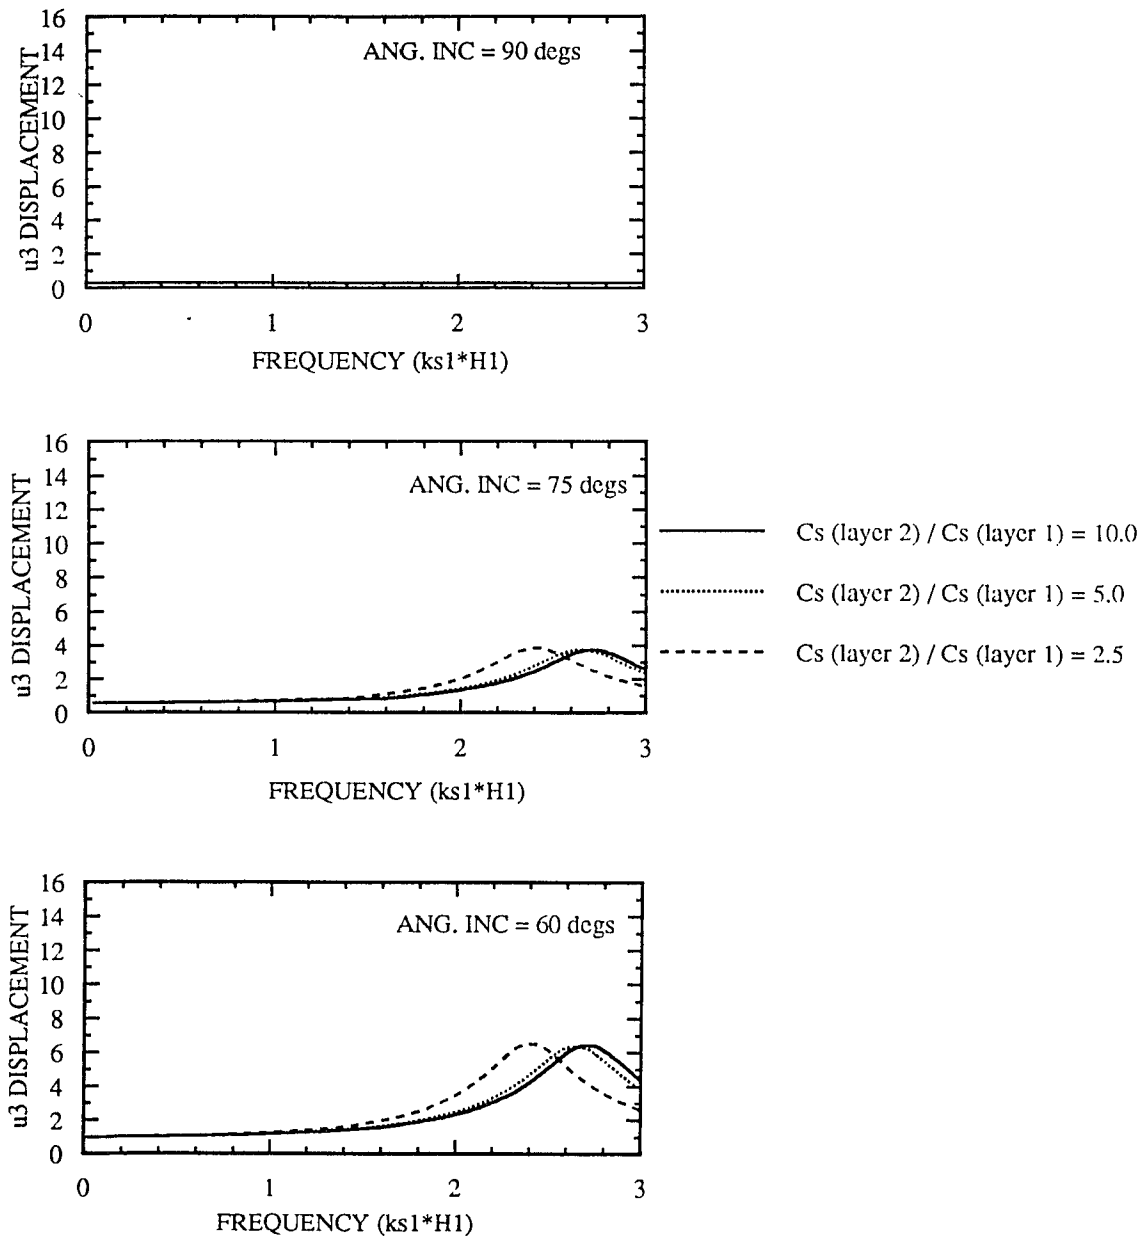 ANG. INC = 90 degs
u3 DISPLACEMENT
16
14
12
10
8
6
4
2
0
0 1 2 3
FREQUENCY (ks1*H1)
ANG. INC = 75 degs
u3 DISPLACEMENT
16
14
12
10
8
6
4
2
0
0 1 2 3
FREQUENCY (ks1*H1)
Cs (layer 2) / Cs (layer 1) = 10.0
Cs (layer 2) / Cs (layer 1) = 5.0
Cs (layer 2) / Cs (layer 1) = 2.5
ANG. INC = 60 degs
u3 DISPLACEMENT
16
14
12
10
8
6
4
2
0
0 1 2 3
FREQUENCY (ks1*H1)